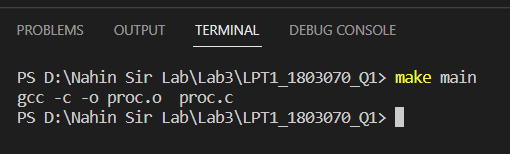 PROBLEMS OUTPUT TERMINAL DEBUG CONSOLE
PS D:\Nahin Sir Lab\Lab3\LPT1_1803070_Q1> make main
gcc -c -o proc.o  proc.c
PS D:\Nahin Sir Lab\Lab3\LPT1_1803070_Q1>